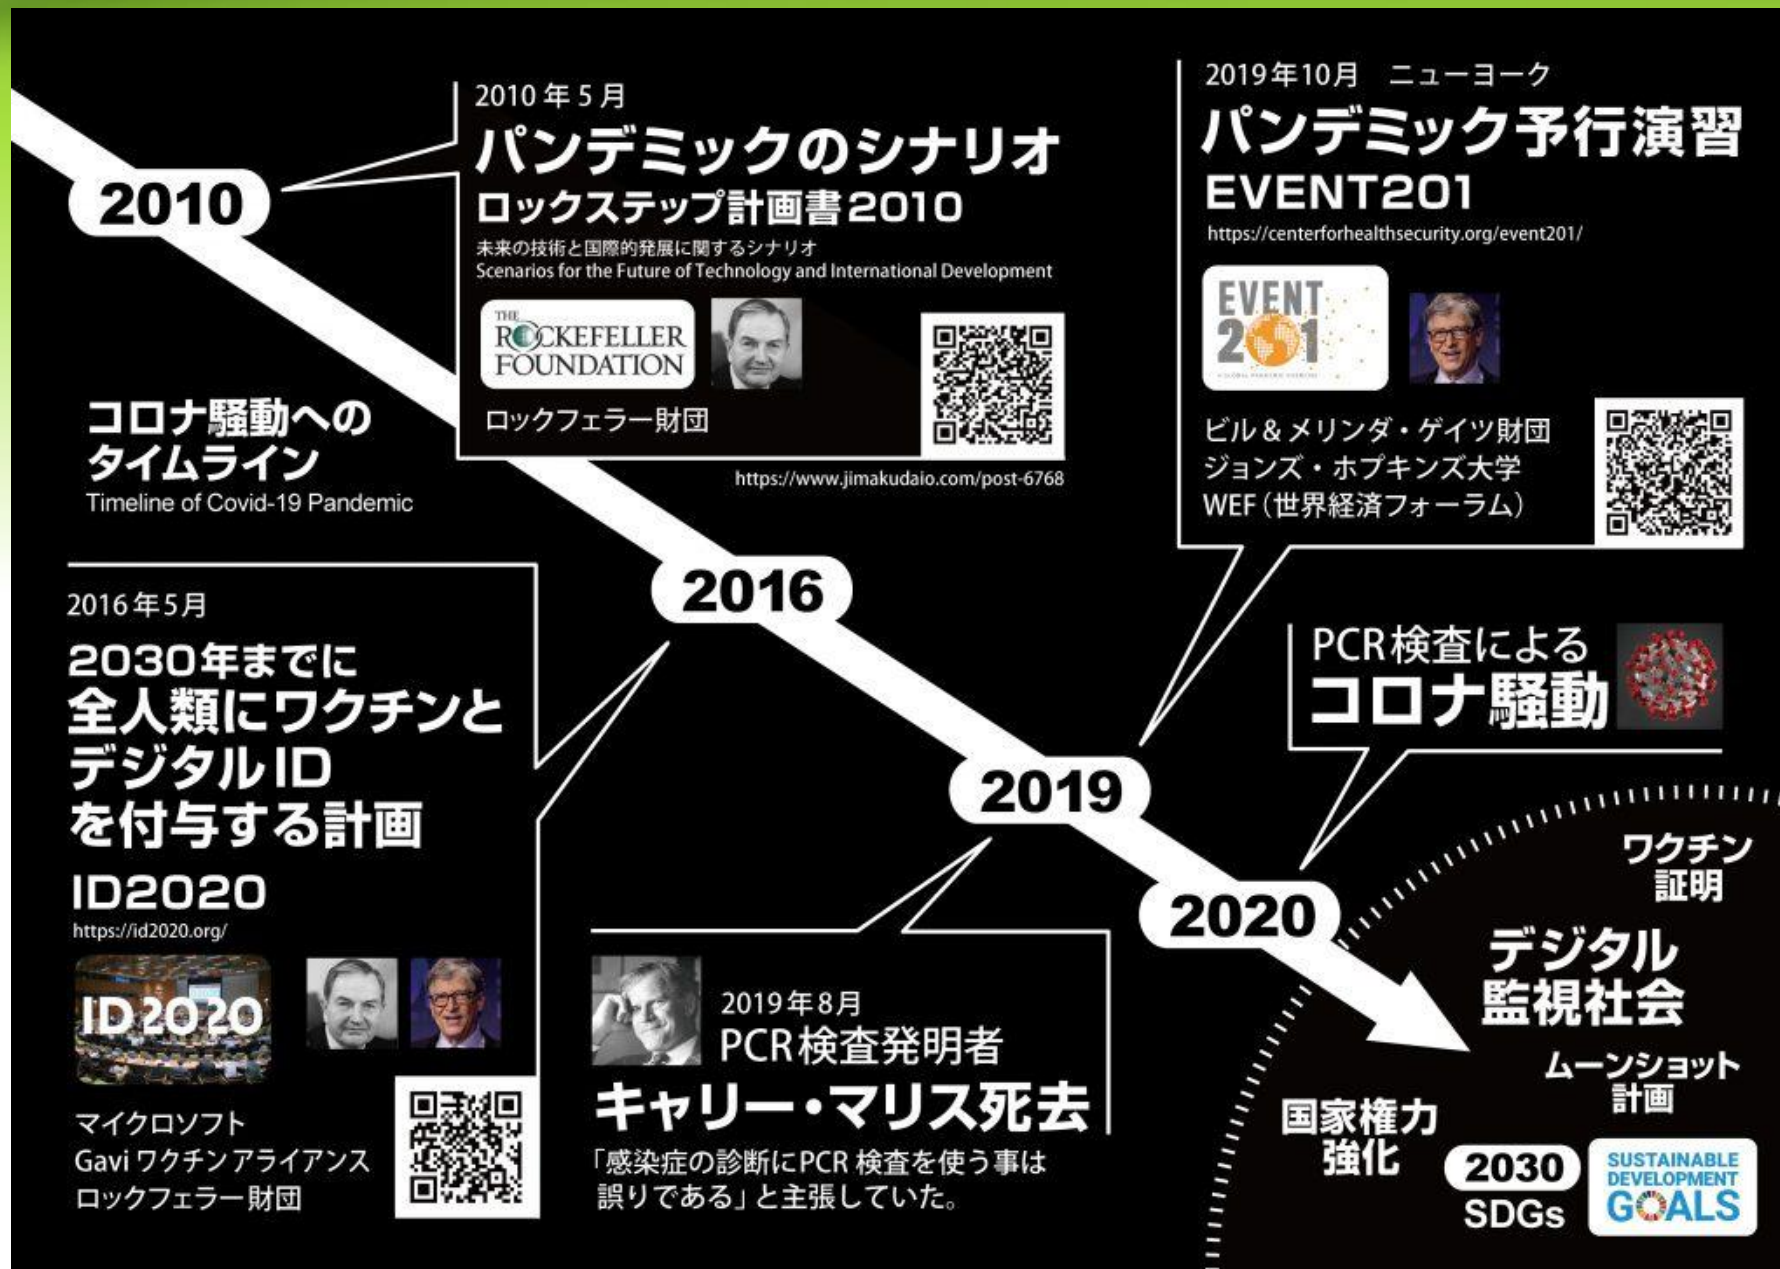 2010
2010年5月
パンデミックのシナリオ
ロックステップ計画書2010
未来の技術と国際的発展に関するシナリオ
Scenarios for the Future of Technology and International Development
THE
ROCKEFELLER
FOUNDATION
ロックフェラー財団
https://www.jimakudaio.com/post-6768
2019年10月 ニューヨーク
パンデミック予行演習
EVENT201
https://centerforhealthsecurity.org/event201/
EVENT
201
A GLOBAL PANDEMIC EXERCISE
ビル&メリンダ・ゲイツ財団
ジョンズ・ホプキンズ大学
WEF(世界経済フォーラム)
コロナ騒動への
タイムライン
Timeline of Covid-19 Pandemic
2016
2016年5月
2030年までに
全人類にワクチンと
デジタルID
を付与する計画
ID2020
https://id2020.org/
ID2020
マイクロソフト
Gavi ワクチンアライアンス
ロックフェラー財団
2019
2019年8月
PCR検査発明者
キャリー・マリス死去
「感染症の診断にPCR 検査を使う事は
誤りである」と主張していた。
PCR検査による
コロナ騒動
2020
ワクチン
証明
デジタル
監視社会
ムーンショット
計画
国家権力
強化
2030
SDGs
SUSTAINABLE
DEVELOPMENT
GOALS